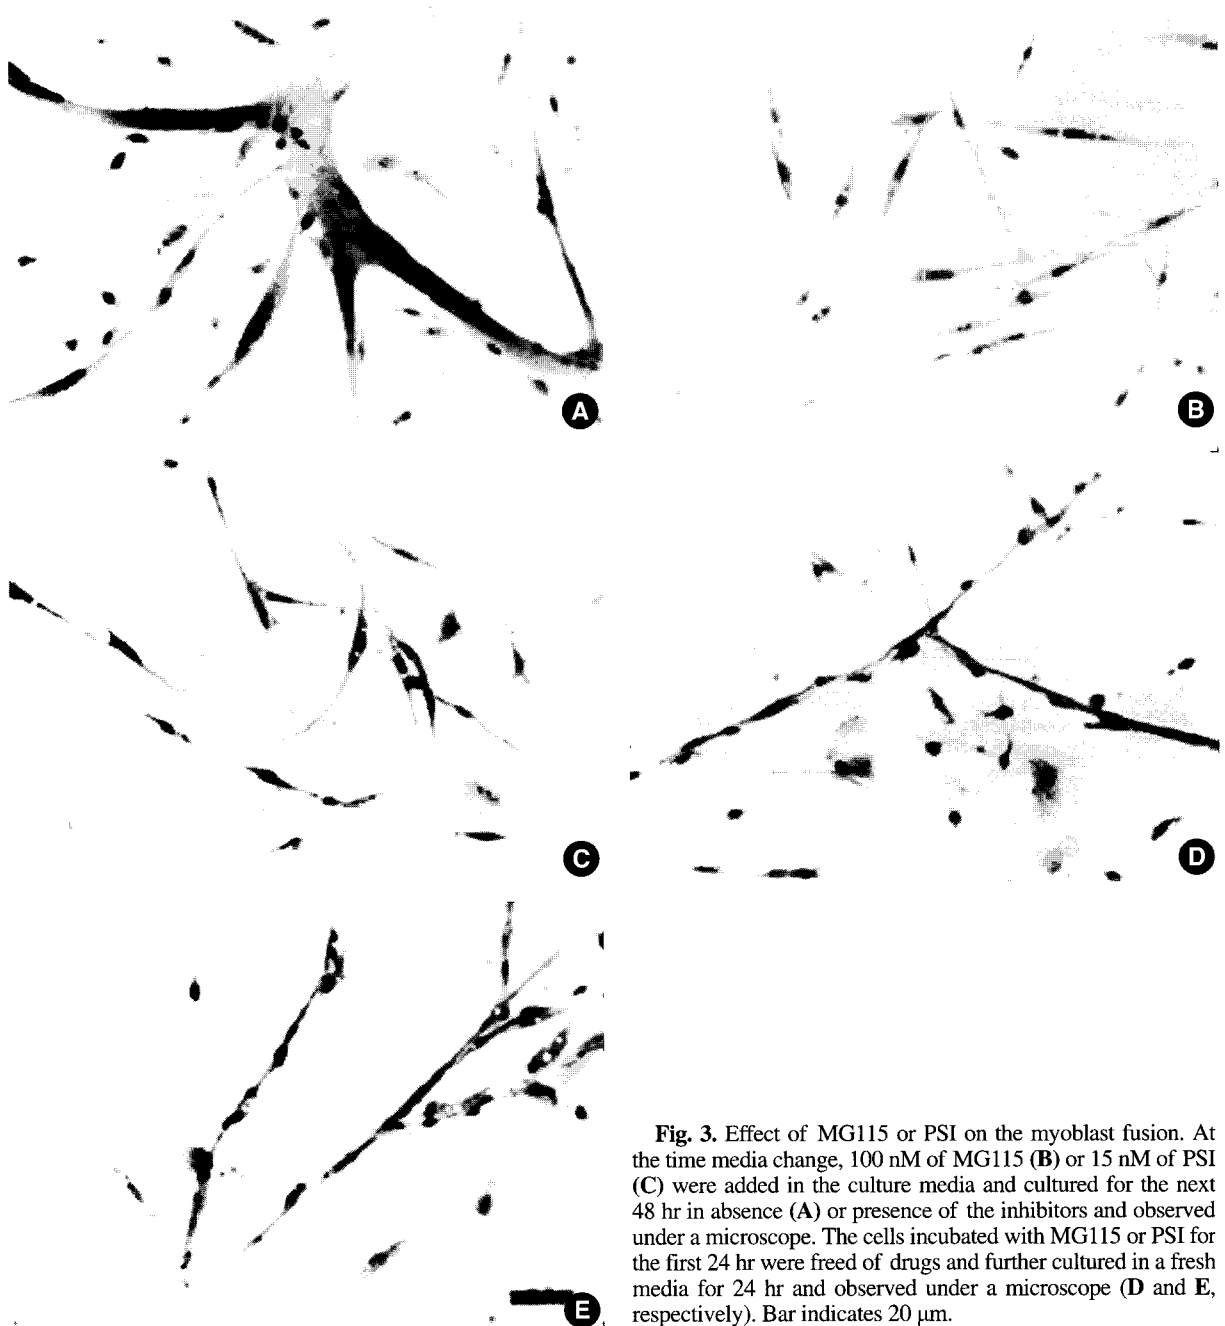 A
B
C
D
E
Fig. 3. Effect of MG115 or PSI on the myoblast fusion. At
the time media change, 100 nM of MG115 (B) or 15 nM of PSI
(C) were added in the culture media and cultured for the next
48 hr in absence (A) or presence of the inhibitors and observed
under a microscope. The cells incubated with MG115 or PSI for
the first 24 hr were freed of drugs and further cultured in a fresh
media for 24 hr and observed under a microscope (D and E,
respectively). Bar indicates 20 μm.